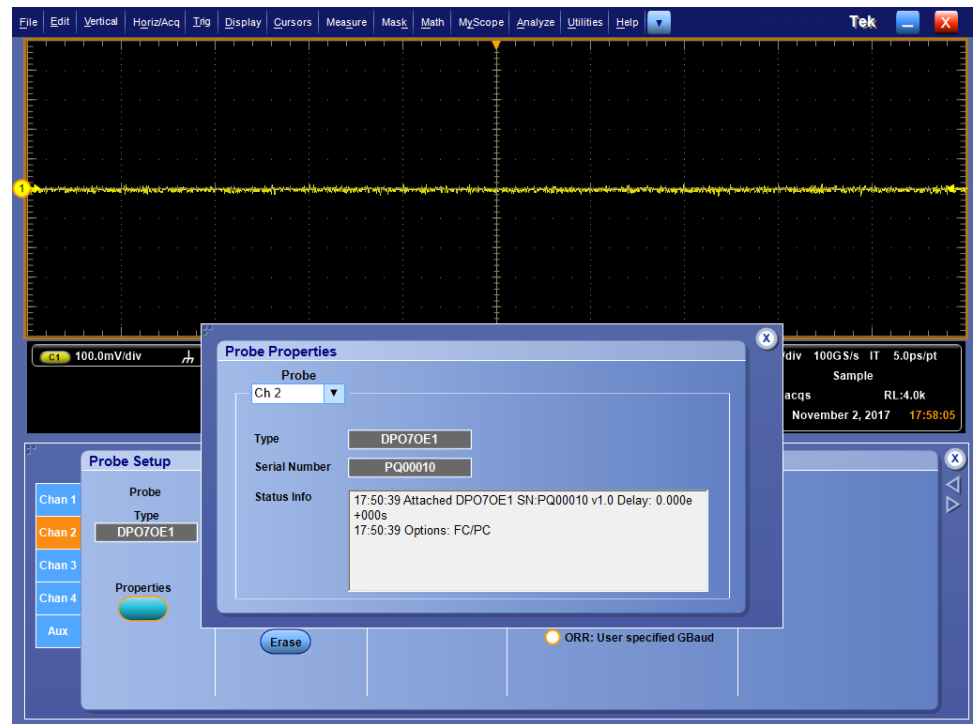 File Edit Vertical Horiz/Acq Trig Display Cursors Measure Mask Math MyScope Analyze Utilities Help Tek X
1
C1 100.0mV/div
/div 100GS/s IT 5.0ps/pt
Sample
acqs RL:4.0k
November 2, 2017 17:58:05
Probe Properties X
Probe
Ch 2
Type DPO7OE1
Serial Number PQ00010
Status Info
17:50:39 Attached DPO7OE1 SN:PQ00010 v1.0 Delay: 0.000e
+000s
17:50:39 Options: FC/PC
Probe Setup X
Chan 1
Chan 2
Chan 3
Chan 4
Aux
Probe
Type
DPO7OE1
Properties
Erase
ORR: User specified GBaud